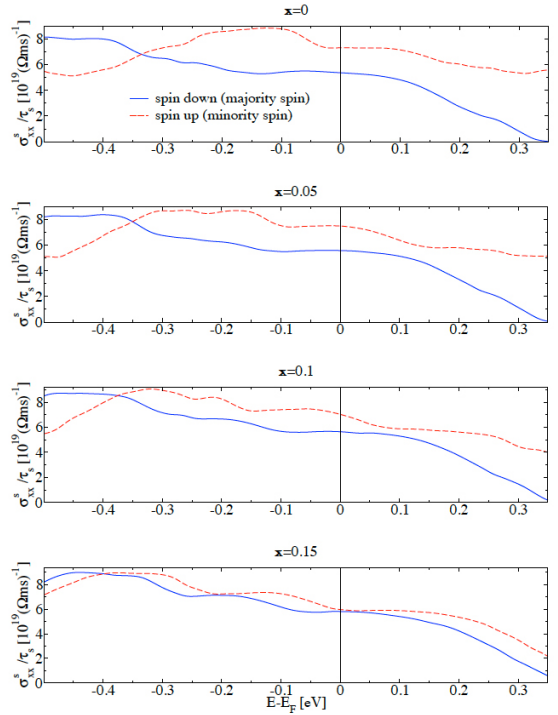 x=0
σ^s_xx /τ_s [10^19(Ωms)^-1
8
6
4
2
0
spin down (majority spin)
spin up (minority spin)
-0.4 -0.3 -0.2 -0.1 0 0.1 0.2 0.3
x=0.05
σ^s_xx /τ_s [10^19(Ωms)^-1
8
6
4
2
0
-0.4 -0.3 -0.2 -0.1 0 0.1 0.2 0.3
x=0.1
σ^s_xx /τ_s [10^19(Ωms)^-1
8
6
4
2
0
-0.4 -0.3 -0.2 -0.1 0 0.1 0.2 0.3
x=0.15
σ^s_xx /τ_s [10^19(Ωms)^-1
8
6
4
2
0
-0.4 -0.3 -0.2 -0.1 0 0.1 0.2 0.3
E-E_F [eV]